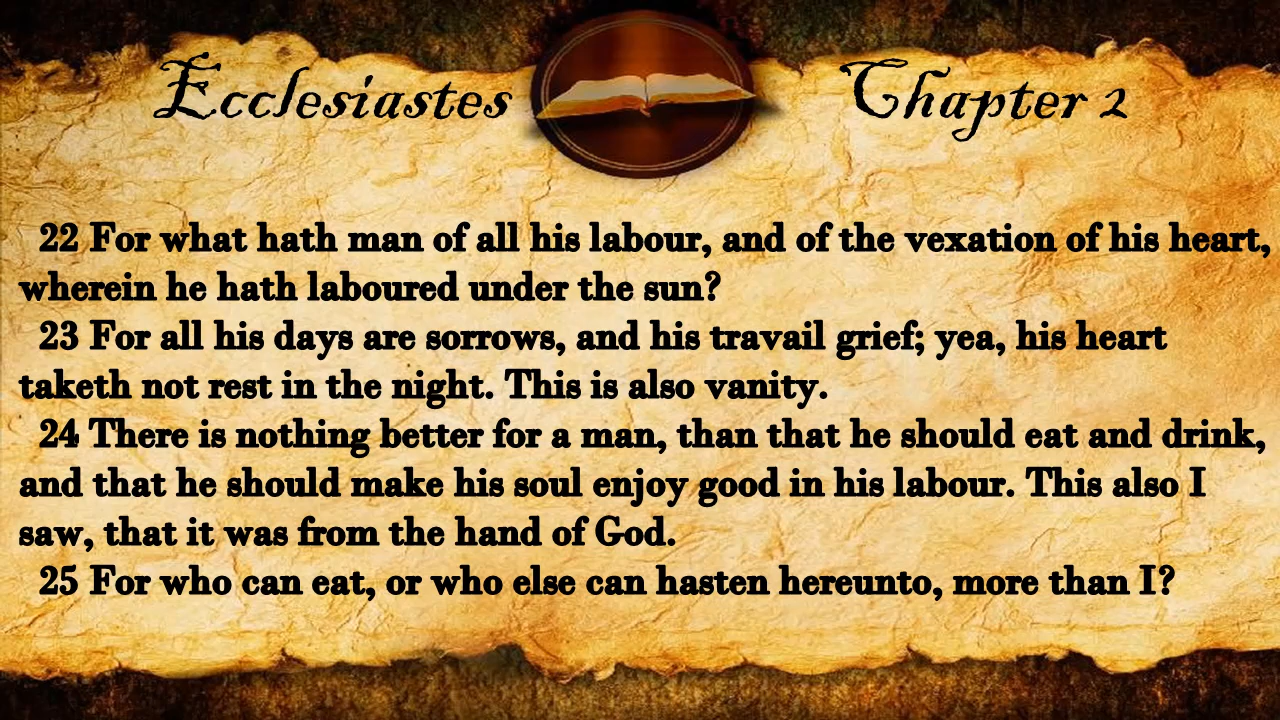 Ecclesiastes Chapter 2
22 For what hath man of all his labour, and of the vexation of his heart,
wherein he hath laboured under the sun?
23 For all his days are sorrows, and his travail grief; yea, his heart
taketh not rest in the night. This is also vanity.
24 There is nothing better for a man, than that he should eat and drink,
and that he should make his soul enjoy good in his labour. This also I
saw, that it was from the hand of God.
25 For who can eat, or who else can hasten hereunto, more than I?